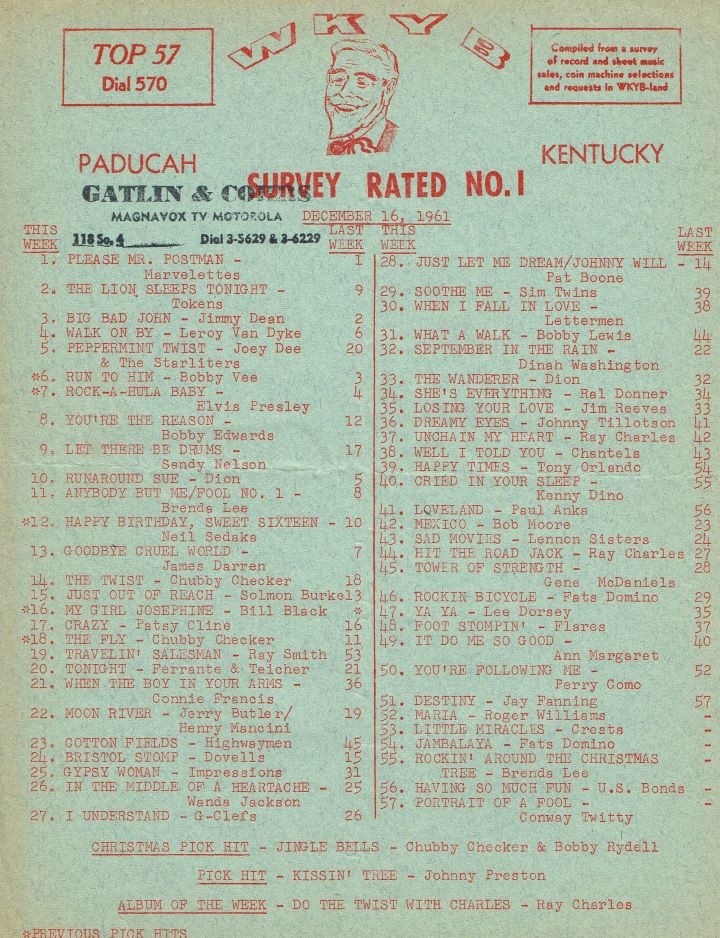 TOP 57
Dial 570
WKYB
Compiled from a survey
of record and sheet music
sales, coin machine selections
and requests in WKYB-land
PADUCAH
KENTUCKY
GATLIN &
SURVEY RATED NO.1
MAGNAVOX TV MOTOROLA
DECEMBER 16, 1961
118 So. 4
Dial 3-5629 & 3-6229
THIS WEEK
LAST WEEK
1. PLEASE MR. POSTMAN - 1
Marvelettes
2. THE LION SLEEPS TONIGHT - 9
Tokens
3. BIG BAD JOHN - Jimmy Dean 2
4. WALK ON BY - Leroy Van Dyke 6
5. PEPPERMINT TWIST - Joey Dee 20
& The Starliters
*6. RUN TO HIM - Bobby Vee 3
*7. ROCK-A-HULA BABY - 4
Elvis Presley
8. YOU'RE THE REASON - 12
Bobby Edwards
9. LET THERE BE DRUMS - 17
Sandy Nelson
10. RUNAROUND SUE - Dion 5
11. ANYBODY BUT ME/FOOL NO. 1 - 8
Brenda Lee
*12. HAPPY BIRTHDAY, SWEET SIXTEEN - 10
Neil Sedaka
13. GOODBYE CRUEL WORLD - 7
James Darren
14. THE TWIST - Chubby Checker 18
15. JUST OUT OF REACH - Solmon Burke13
*16. MY GIRL JOSEPHINE - Bill Black *
17. CRAZY - Patsy Cline 16
*18. THE FLY - Chubby Checker 11
19. TRAVELIN' SALESMAN - Ray Smith 53
20. TONIGHT - Ferrante & Teicher 21
21. WHEN THE BOY IN YOUR ARMS - 36
Connie Francis
22. MOON RIVER - Jerry Butler/ 19
Henry Mancini
23. COTTON FIELDS - Highwaymen 45
24. BRISTOL STOMP - Dovells 15
25. GYPSY WOMAN - Impressions 31
26. IN THE MIDDLE OF A HEARTACHE - 25
Wanda Jackson
27. I UNDERSTAND - G-Clefs 26
THIS WEEK
LAST WEEK
28. JUST LET ME DREAM/JOHNNY WILL - 14
Pat Boone
29. SOOTHE ME - Sim Twins 39
30. WHEN I FALL IN LOVE - 38
Lettermen
31. WHAT A WALK - Bobby Lewis 44
32. SEPTEMBER IN THE RAIN - 22
Dinah Washington
33. THE WANDERER - Dion 32
34. SHE'S EVERYTHING - Ral Donner 34
35. LOSING YOUR LOVE - Jim Reeves 33
36. DREAMY EYES - Johnny Tillotson 41
37. UNCHAIN MY HEART - Ray Charles 42
38. WELL I TOLD YOU - Chantels 43
39. HAPPY TIMES - Tony Orlando 54
40. CRIED IN YOUR SLEEP - 55
Kenny Dino
41. LOVELAND - Paul Anka 56
42. MEXICO - Bob Moore 23
43. SAD MOVIES - Lennon Sisters 24
44. HIT THE ROAD JACK - Ray Charles 27
45. TOWER OF STRENGTH - 28
Gene McDaniels
46. ROCKIN BICYCLE - Fats Domino 29
47. YA YA - Lee Dorsey 35
48. FOOT STOMPIN' - Flares 37
49. IT DO ME SO GOOD - 40
Ann Margaret
50. YOU'RE FOLLOWING ME - 52
Perry Como
51. DESTINY - Jay Fanning 57
52. MARIA - Roger Williams -
53. LITTLE MIRACLES - Crests -
54. JAMBALAYA - Fats Domino -
55. ROCKIN' AROUND THE CHRISTMAS -
TREE - Brenda Lee
56. HAVING SO MUCH FUN - U.S. Bonds -
57. PORTRAIT OF A FOOL - -
Conway Twitty
CHRISTMAS PICK HIT - JINGLE BELLS - Chubby Checker & Bobby Rydell
PICK HIT - KISSIN' TREE - Johnny Preston
ALBUM OF THE WEEK - DO THE TWIST WITH CHARLES - Ray Charles
*PREVIOUS PICK HITS